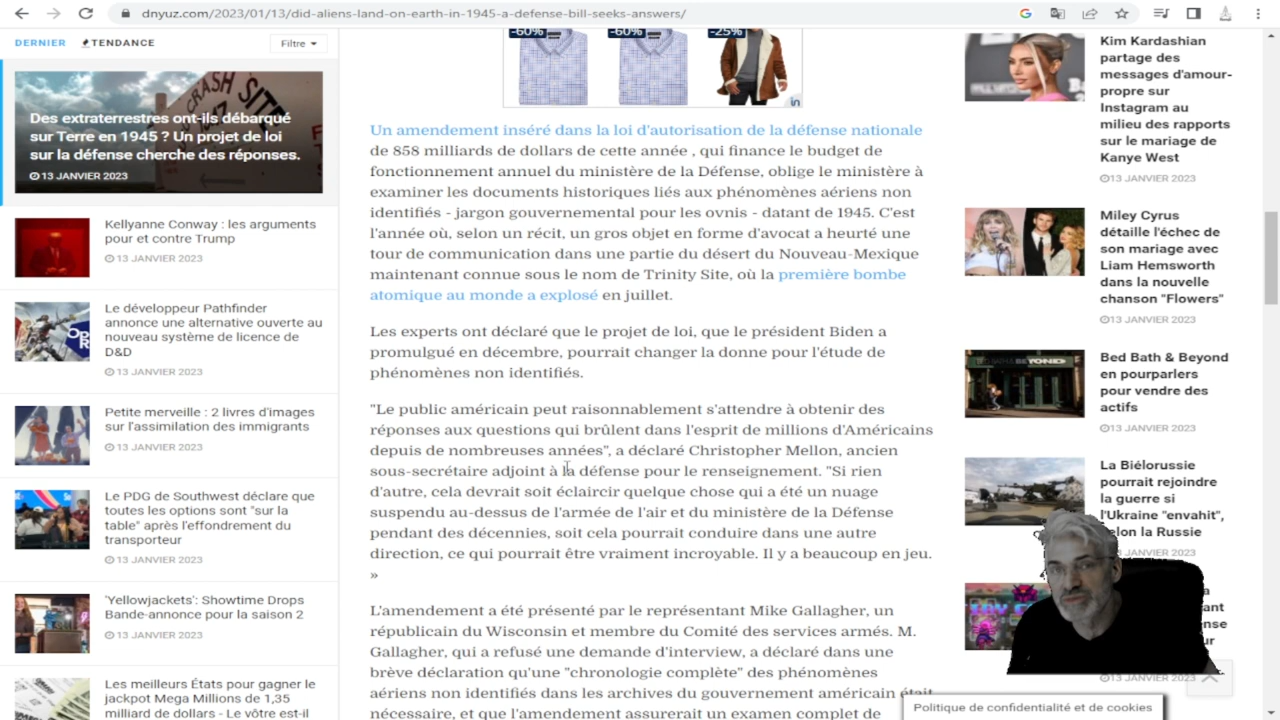 dnyuz.com/2023/01/13/did-aliens-land-on-earth-in-1945-a-defense-bill-seeks-answers/
DERNIER
TENDANCE
Filtre
CRASH SITE
Des extraterrestres ont-ils débarqué
sur Terre en 1945 ? Un projet de loi
sur la défense cherche des réponses.
13 JANVIER 2023
Kellyanne Conway : les arguments
pour et contre Trump
13 JANVIER 2023
Le développeur Pathfinder
annonce une alternative ouverte au
nouveau système de licence de
D&D
13 JANVIER 2023
Petite merveille : 2 livres d'images
sur l'assimilation des immigrants
13 JANVIER 2023
Le PDG de Southwest déclare que
toutes les options sont "sur la
table" après l'effondrement du
transporteur
13 JANVIER 2023
'Yellowjackets': Showtime Drops
Bande-annonce pour la saison 2
13 JANVIER 2023
Les meilleurs États pour gagner le
jackpot Mega Millions de 1,35
milliard de dollars - Le vôtre est-il
-60%
-60%
-25%
Un amendement inséré dans la loi d'autorisation de la défense nationale
de 858 milliards de dollars de cette année , qui finance le budget de
fonctionnement annuel du ministère de la Défense, oblige le ministère à
examiner les documents historiques liés aux phénomènes aériens non
identifiés - jargon gouvernemental pour les ovnis - datant de 1945. C'est
l'année où, selon un récit, un gros objet en forme d'avocat a heurté une
tour de communication dans une partie du désert du Nouveau-Mexique
maintenant connue sous le nom de Trinity Site, où la première bombe
atomique au monde a explosé en juillet.
Les experts ont déclaré que le projet de loi, que le président Biden a
promulgué en décembre, pourrait changer la donne pour l'étude de
phénomènes non identifiés.
"Le public américain peut raisonnablement s'attendre à obtenir des
réponses aux questions qui brûlent dans l'esprit de millions d'Américains
depuis de nombreuses années", a déclaré Christopher Mellon, ancien
sous-secrétaire adjoint à la défense pour le renseignement. "Si rien
d'autre, cela devrait soit éclaircir quelque chose qui a été un nuage
suspendu au-dessus de l'armée de l'air et du ministère de la Défense
pendant des décennies, soit cela pourrait conduire dans une autre
direction, ce qui pourrait être vraiment incroyable. Il y a beaucoup en jeu.
»
L'amendement a été présenté par le représentant Mike Gallagher, un
républicain du Wisconsin et membre du Comité des services armés. M.
Gallagher, qui a refusé une demande d'interview, a déclaré dans une
brève déclaration qu'une "chronologie complète" des phénomènes
aériens non identifiés dans les archives du gouvernement américain était
nécessaire, et que l'amendement assurerait un examen complet de
Kim Kardashian
partage des
messages d'amour-
propre sur
Instagram au
milieu des rapports
sur le mariage de
Kanye West
13 JANVIER 2023
Miley Cyrus
détaille l'échec de
son mariage avec
Liam Hemsworth
dans la nouvelle
chanson "Flowers"
13 JANVIER 2023
Bed Bath & Beyond
en pourparlers
pour vendre des
actifs
13 JANVIER 2023
La Biélorussie
pourrait rejoindre
la guerre si
l'Ukraine "envahit",
selon la Russie
JANVIER 2023
13 JANVIER 2023
Politique de confidentialité et de cookies